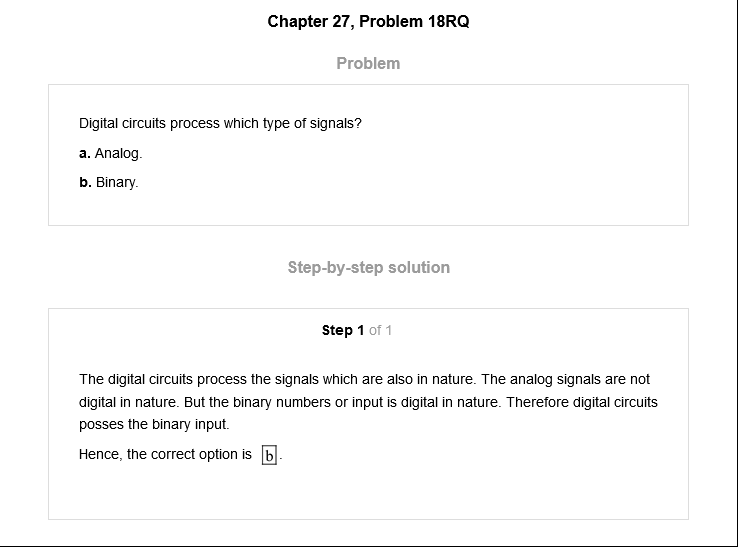 Chapter 27, Problem 18RQ
Problem
Digital circuits process which type of signals?
a. Analog.
b. Binary.
Step-by-step solution
Step 1 of 1
The digital circuits process the signals which are also in nature. The analog signals are not
digital in nature. But the binary numbers or input is digital in nature. Therefore digital circuits
posses the binary input.
Hence, the correct option is b.